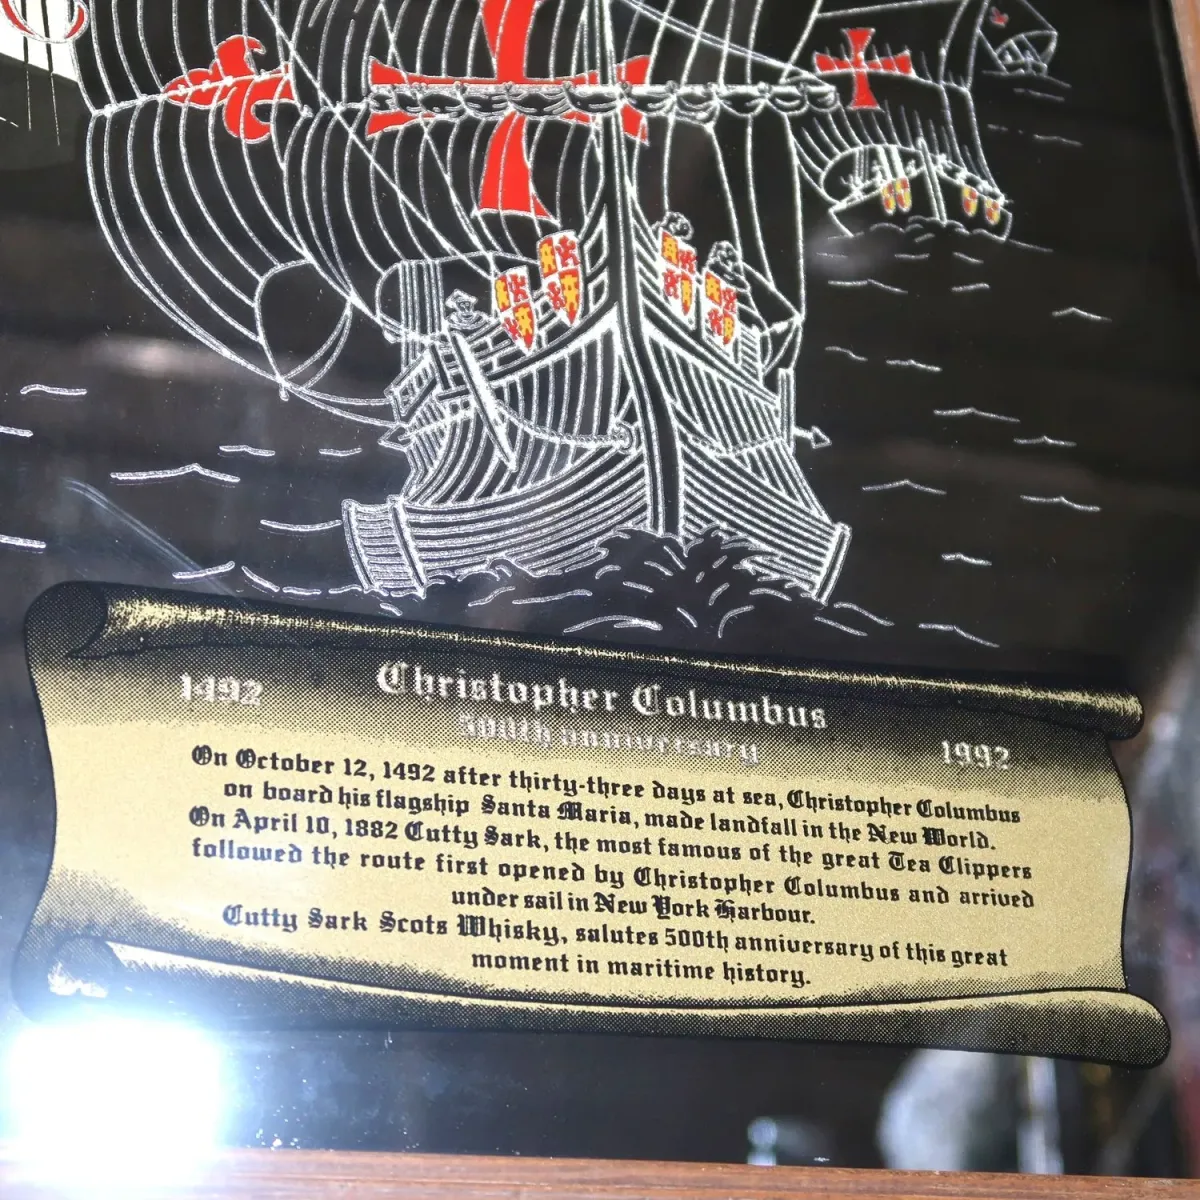 1492 Christopher Columbus 1992
500th anniversary
On October 12, 1492 after thirty-three days at sea, Christopher Columbus
on board his flagship Santa Maria, made landfall in the New World.
On April 10, 1882 Cutty Sark, the most famous of the great Tea Clippers
followed the route first opened by Christopher Columbus and arrived
under sail in New York Harbour.
Cutty Sark Scots Whisky, salutes 500th anniversary of this great
moment in maritime history.